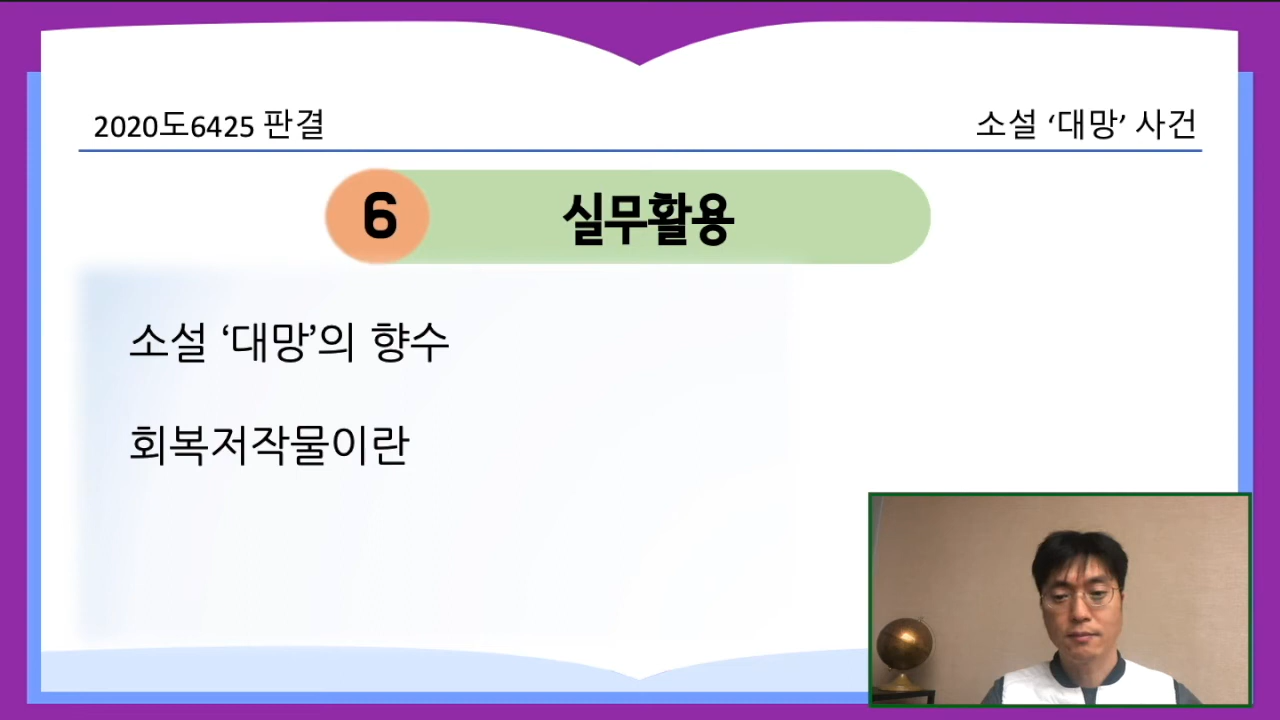 2020도6425 판결
소설 ‘대망’ 사건
6
실무활용
소설 ‘대망’의 향수
회복저작물이란